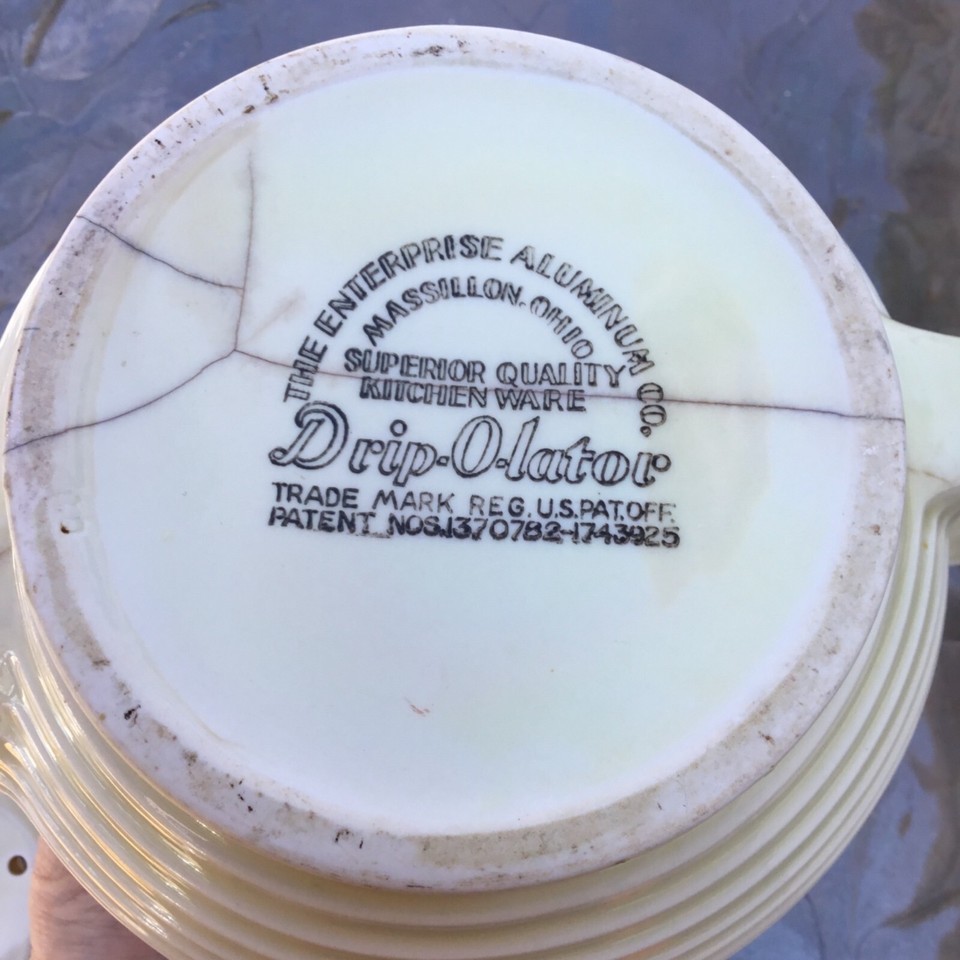 THE ENTERPRISE ALUMINUM CO.
MASSILLON, OHIO
SUPERIOR QUALITY
KITCHEN WARE
Drip-O-lator
TRADE MARK REG. U.S. PAT. OFF.
PATENT NOS. 1370782-1743925